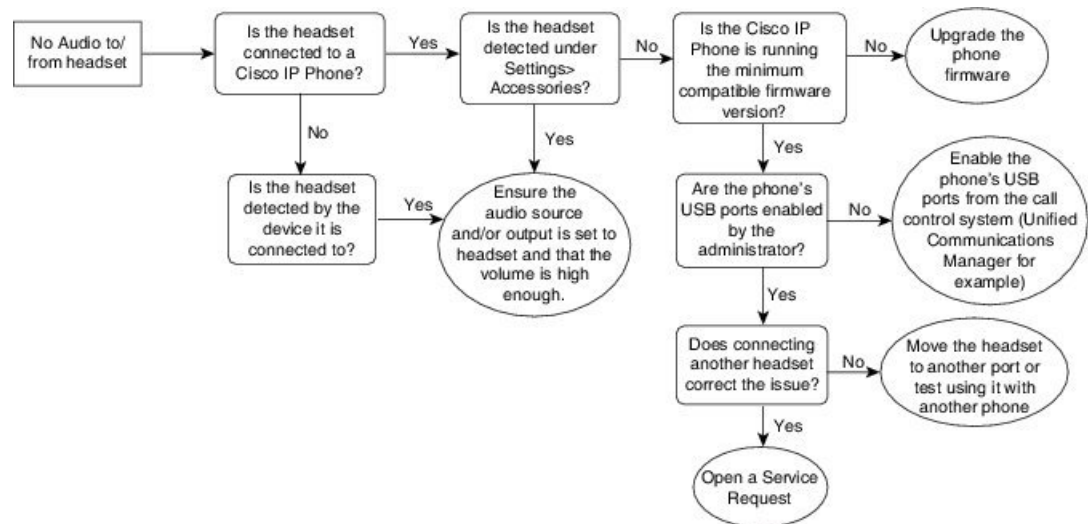 No Audio to/
from headset
Is the headset
connected to a
Cisco IP Phone?
Yes
Is the headset
detected under
Settings>
Accessories?
No
Is the Cisco IP
Phone is running
the minimum
compatible firmware
version?
No
Upgrade the
phone
firmware
No
Yes
Yes
Is the headset
detected by the
device it is
connected to?
Yes
Ensure the
audio source
and/or output is set to
headset and that the
volume is high
enough.
Are the phone's
USB ports enabled
by the
administrator?
No
Enable the
phone's USB
ports from the call
control system (Unified
Communications
Manager for
example)
Yes
Does connecting
another headset
correct the issue?
No
Move the headset
to another port or
test using it with
another phone
Yes
Open a Service
Request